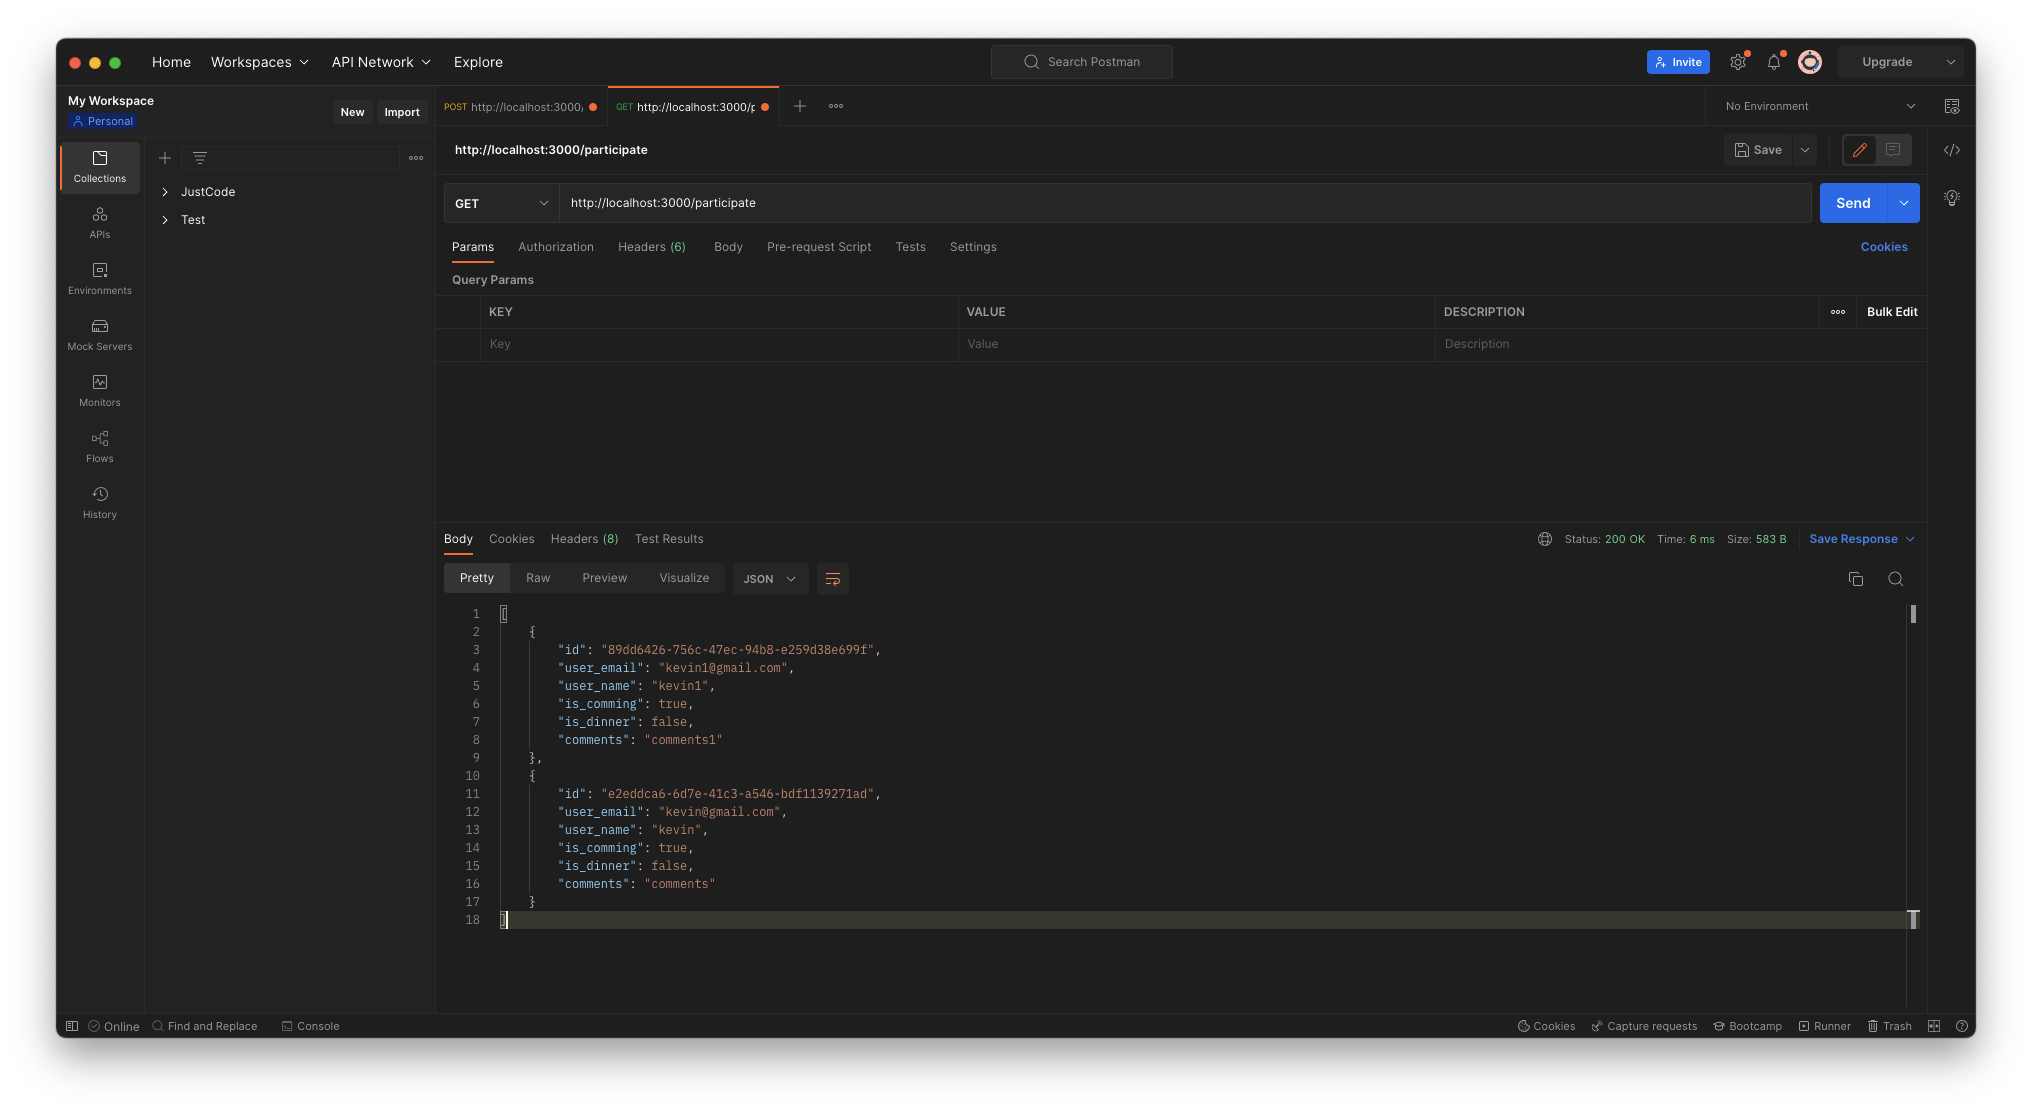 Home Workspaces API Network Explore
Search Postman
Invite
Upgrade
My Workspace
Personal
New Import
POST http://localhost:3000/
GET http://localhost:3000/p
No Environment
Collections
APIs
Environments
Mock Servers
Monitors
Flows
History
JustCode
Test
http://localhost:3000/participate
Save
</>
GET http://localhost:3000/participate
Send
Params Authorization Headers (6) Body Pre-request Script Tests Settings Cookies
Query Params
KEY VALUE DESCRIPTION Bulk Edit
Key Value Description
Body Cookies Headers (8) Test Results
Status: 200 OK Time: 6 ms Size: 583 B Save Response
Pretty Raw Preview Visualize JSON
1 [
2 {
3 "id": "89dd6426-756c-47ec-94b8-e259d38e699f",
4 "user_email": "kevin1@gmail.com",
5 "user_name": "kevin1",
6 "is_comming": true,
7 "is_dinner": false,
8 "comments": "comments1"
9 },
10 {
11 "id": "e2eddca6-6d7e-41c3-a546-bdf1139271ad",
12 "user_email": "kevin@gmail.com",
13 "user_name": "kevin",
14 "is_comming": true,
15 "is_dinner": false,
16 "comments": "comments"
17 }
18 ]
Online Find and Replace Console
Cookies Capture requests Bootcamp Runner Trash